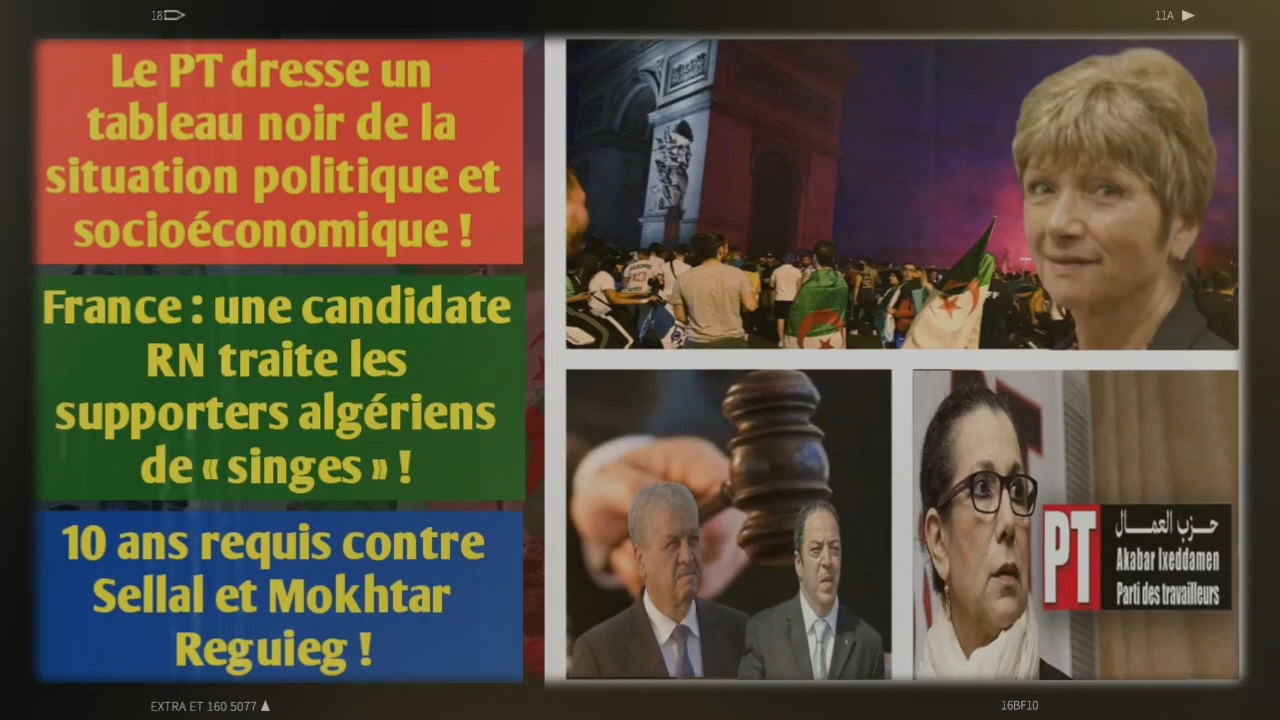 18
11A
Le PT dresse un
tableau noir de la
situation politique et
socioéconomique !
France : une candidate
RN traite les
supporters algériens
de « singes » !
10 ans requis contre
Sellal et Mokhtar
Reguieg !
PT
حزب العمال
Akabar Ixeddamen
Parti des travailleurs
EXTRA ET 160 5077
16BF10